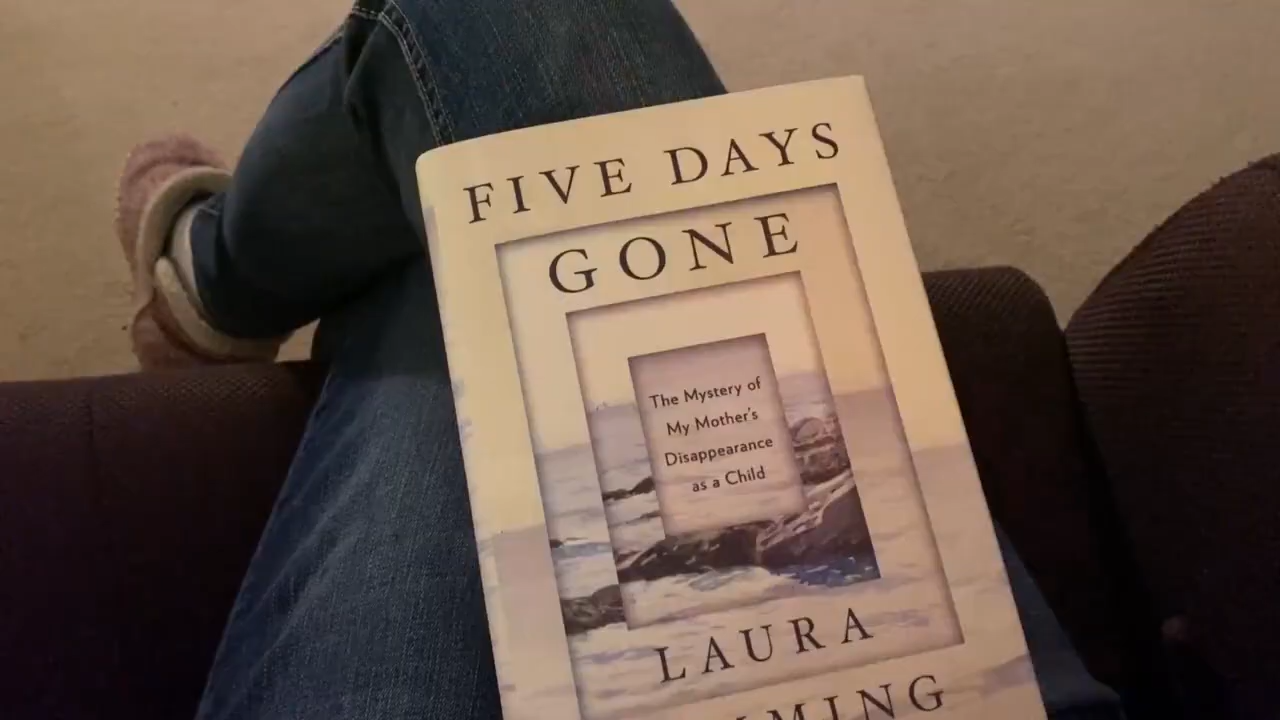 FIVE DAYS
GONE
The Mystery of
My Mother's
Disappearance
as a Child
LAURA